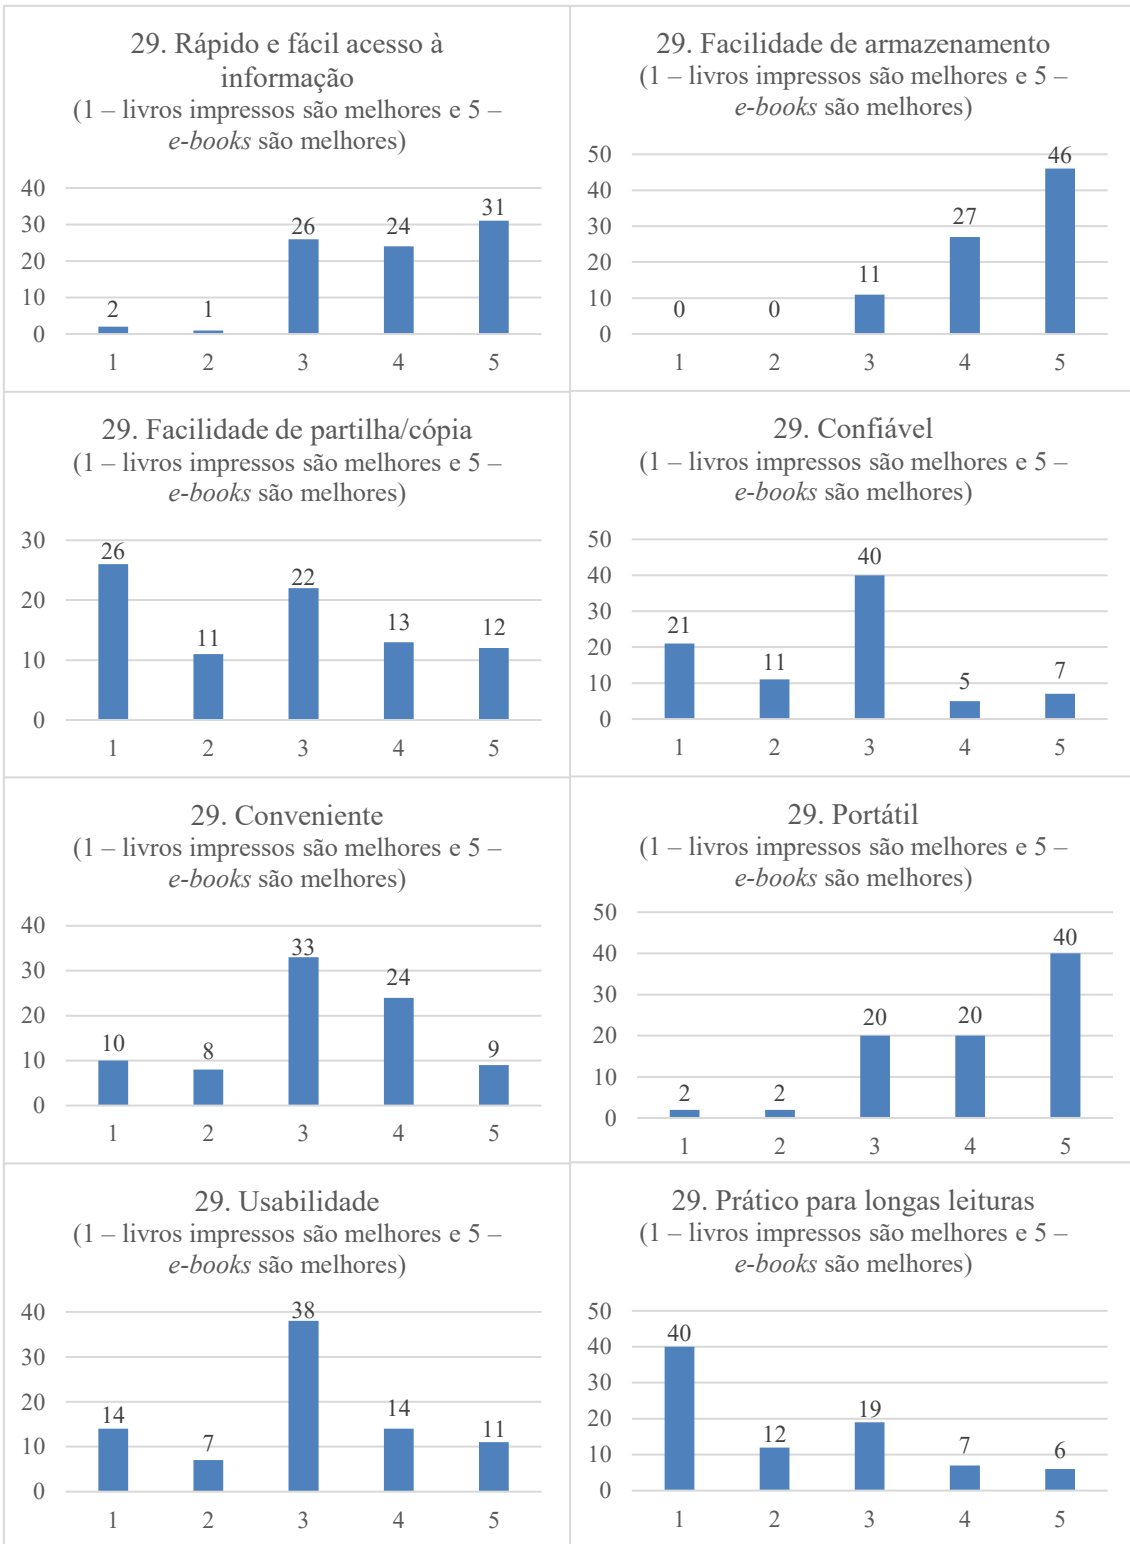 29. Rápido e fácil acesso à
informação
(1 – livros impressos são melhores e 5 –
e-books são melhores)
40
30
20
10
0
2
1
26
24
31
1 2 3 4 5
29. Facilidade de armazenamento
(1 – livros impressos são melhores e 5 –
e-books são melhores)
50
40
30
20
10
0
0
0
11
27
46
1 2 3 4 5
29. Facilidade de partilha/cópia
(1 – livros impressos são melhores e 5 –
e-books são melhores)
30
20
10
0
26
11
22
13
12
1 2 3 4 5
29. Confiável
(1 – livros impressos são melhores e 5 –
e-books são melhores)
50
40
30
20
10
0
21
11
40
5
7
1 2 3 4 5
29. Conveniente
(1 – livros impressos são melhores e 5 –
e-books são melhores)
40
30
20
10
0
10
8
33
24
9
1 2 3 4 5
29. Portátil
(1 – livros impressos são melhores e 5 –
e-books são melhores)
50
40
30
20
10
0
2
2
20
20
40
1 2 3 4 5
29. Usabilidade
(1 – livros impressos são melhores e 5 –
e-books são melhores)
40
30
20
10
0
14
7
38
14
11
1 2 3 4 5
29. Prático para longas leituras
(1 – livros impressos são melhores e 5 –
e-books são melhores)
50
40
30
20
10
0
40
12
19
7
6
1 2 3 4 5